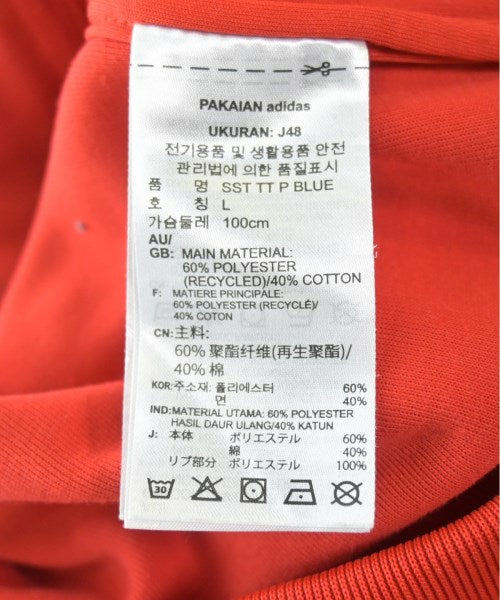 PAKAIAN adidas
UKURAN: J48
전기용품 및 생활용품 안전
관리법에 의한 품질표시
품 명 SST TT P BLUE
호 칭 L
가슴둘레 100cm
AU/
GB: MAIN MATERIAL:
60% POLYESTER
(RECYCLED)/40% COTTON
F: MATIERE PRINCIPALE:
60% POLYESTER (RECYCLÉ)/
40% COTON
CN: 主料:
60% 聚酯纤维(再生聚酯)/
40% 棉
KOR: 주소재: 폴리에스터 60%
면 40%
IND: MATERIAL UTAMA: 60% POLYESTER
HASIL DAUR ULANG/40% KATUN
J: 本体 ポリエステル 60%
綿 40%
リブ部分 ポリエステル 100%
30